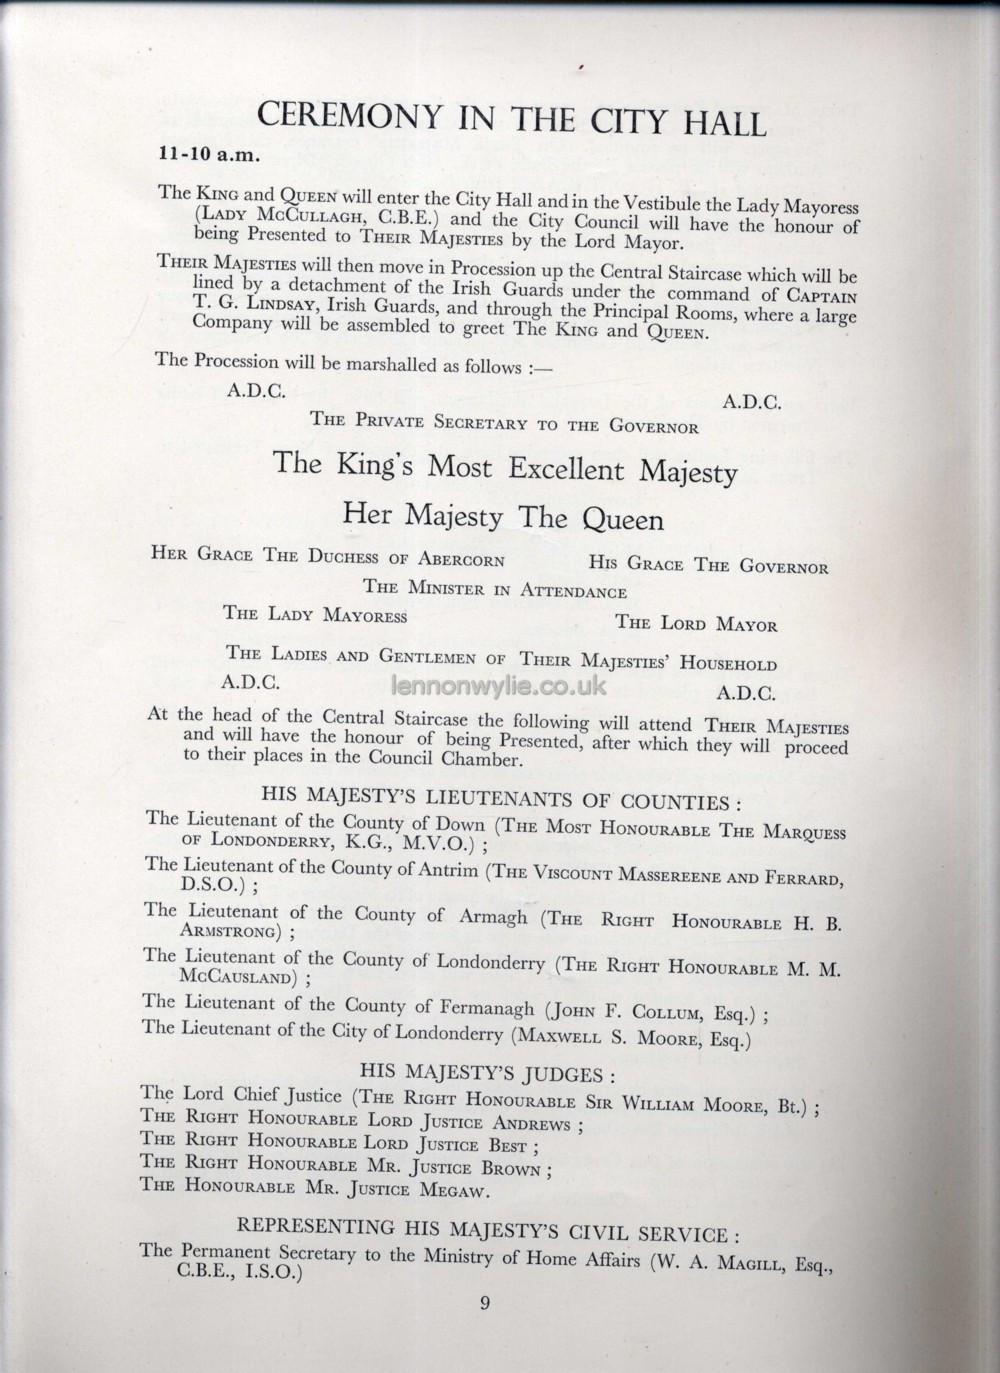 CEREMONY IN THE CITY HALL
11-10 a.m.
The KING and QUEEN will enter the City Hall and in the Vestibule the Lady Mayoress
(LADY MCCULLAGH, C.B.E.) and the City Council will have the honour of
being Presented to THEIR MAJESTIES by the Lord Mayor.
THEIR MAJESTIES will then move in Procession up the Central Staircase which will be
lined by a detachment of the Irish Guards under the command of CAPTAIN
T. G. LINDSAY, Irish Guards, and through the Principal Rooms, where a large
Company will be assembled to greet The KING and QUEEN.
The Procession will be marshalled as follows :—
A.D.C. A.D.C.
THE PRIVATE SECRETARY TO THE GOVERNOR
The King's Most Excellent Majesty
Her Majesty The Queen
HER GRACE THE DUCHESS OF ABERCORN HIS GRACE THE GOVERNOR
THE MINISTER IN ATTENDANCE
THE LADY MAYORESS THE LORD MAYOR
THE LADIES AND GENTLEMEN OF THEIR MAJESTIES' HOUSEHOLD
A.D.C. lennonwylie.co.uk A.D.C.
At the head of the Central Staircase the following will attend THEIR MAJESTIES
and will have the honour of being Presented, after which they will proceed
to their places in the Council Chamber.
HIS MAJESTY'S LIEUTENANTS OF COUNTIES :
The Lieutenant of the County of Down (THE MOST HONOURABLE THE MARQUESS
OF LONDONDERRY, K.G., M.V.O.) ;
The Lieutenant of the County of Antrim (THE VISCOUNT MASSEREENE AND FERRARD,
D.S.O.) ;
The Lieutenant of the County of Armagh (THE RIGHT HONOURABLE H. B.
ARMSTRONG) ;
The Lieutenant of the County of Londonderry (THE RIGHT HONOURABLE M. M.
MCCAUSLAND) ;
The Lieutenant of the County of Fermanagh (JOHN F. COLLUM, Esq.) ;
The Lieutenant of the City of Londonderry (MAXWELL S. MOORE, Esq.)
HIS MAJESTY'S JUDGES :
The Lord Chief Justice (THE RIGHT HONOURABLE SIR WILLIAM MOORE, Bt.) ;
THE RIGHT HONOURABLE LORD JUSTICE ANDREWS ;
THE RIGHT HONOURABLE LORD JUSTICE BEST ;
THE RIGHT HONOURABLE MR. JUSTICE BROWN ;
THE HONOURABLE MR. JUSTICE MEGAW.
REPRESENTING HIS MAJESTY'S CIVIL SERVICE :
The Permanent Secretary to the Ministry of Home Affairs (W. A. MAGILL, Esq.,
C.B.E., I.S.O.)
9